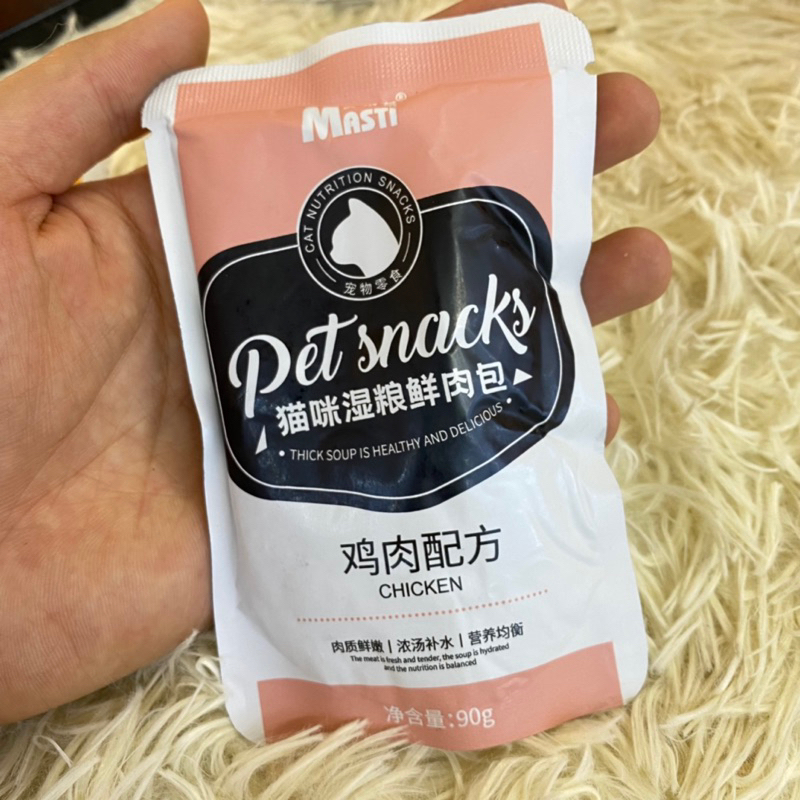 MASTI®
CAT NUTRITION SNACKS
宠物零食
Pet snacks
猫咪湿粮鲜肉包
• THICK SOUP IS HEALTHY AND DELICIOUS •
鸡肉配方
CHICKEN
肉质鲜嫩丨浓汤补水丨营养均衡
The meat is fresh and tender, the soup is hydrated
and the nutrition is balanced
净含量:90g